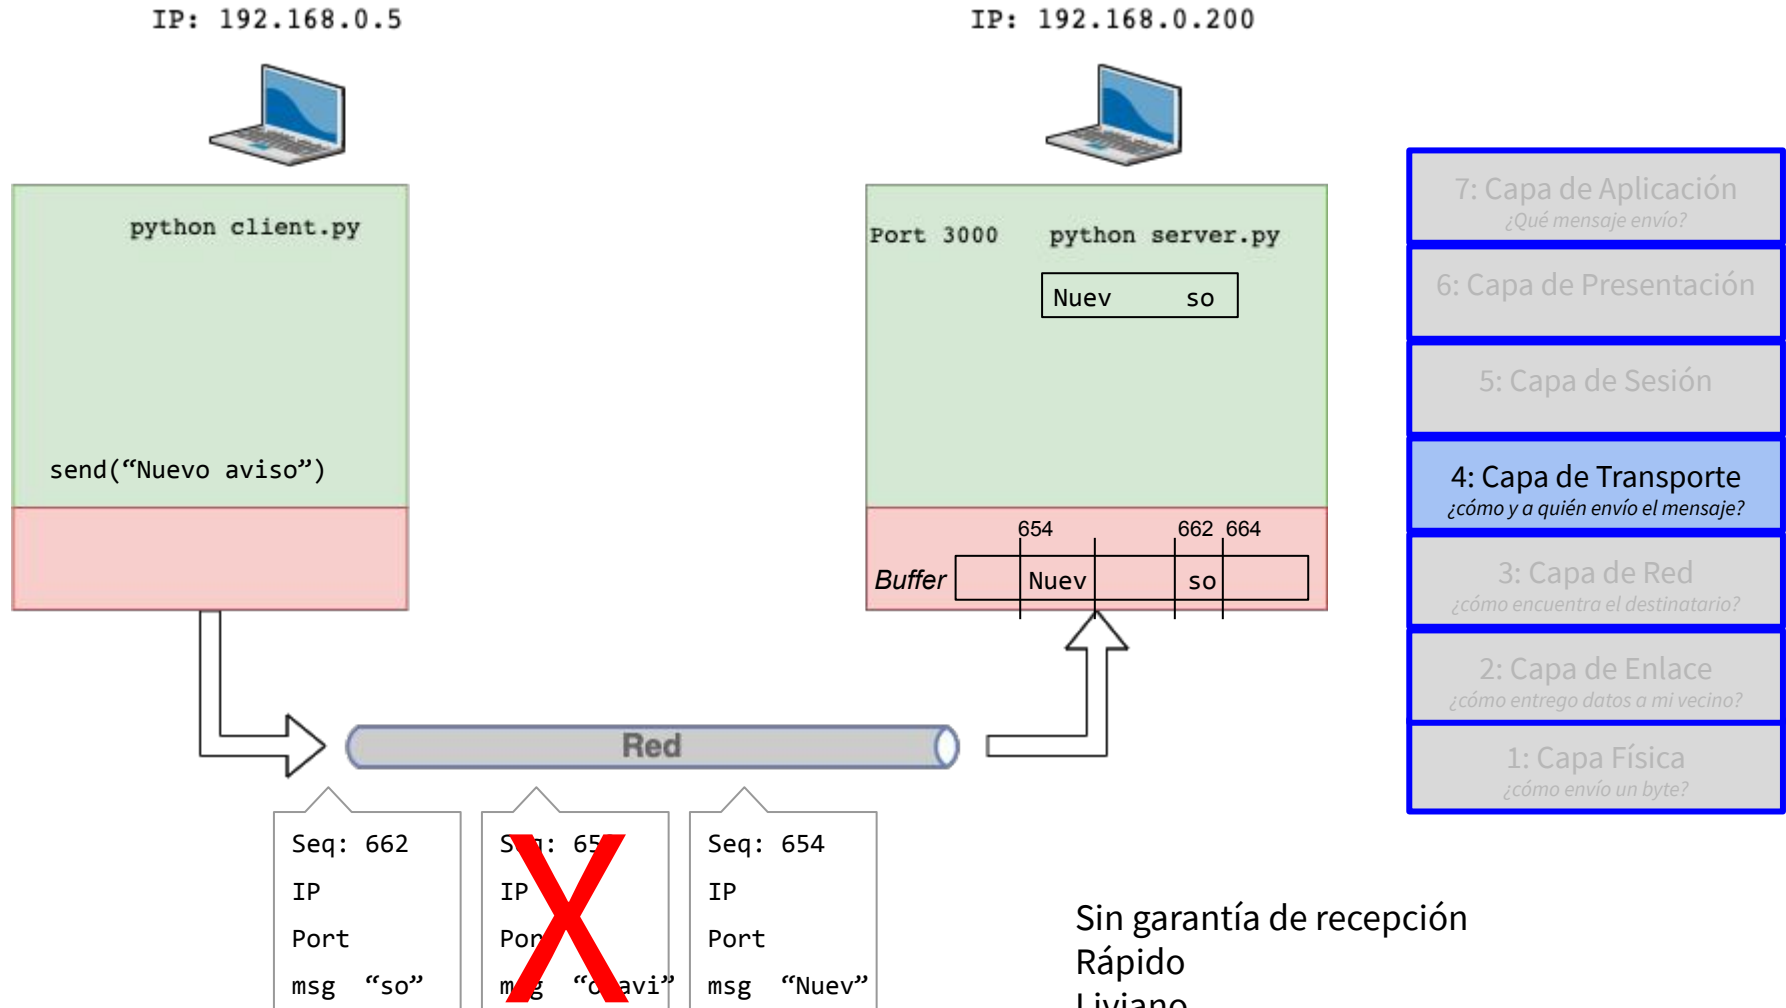 IP: 192.168.0.5
IP: 192.168.0.200
python client.py
send(“Nuevo aviso”)
Port 3000 python server.py
Nuev so
654 662 664
Buffer Nuev so
Red
Seq: 662
IP
Port
msg “so”
IP
Seq: 654
IP
Port
msg “Nuev”
7: Capa de Aplicación
¿Qué mensaje envío?
6: Capa de Presentación
5: Capa de Sesión
4: Capa de Transporte
¿cómo y a quién envío el mensaje?
3: Capa de Red
¿cómo encuentra el destinatario?
2: Capa de Enlace
¿cómo entrego datos a mi vecino?
1: Capa Física
¿cómo envío un byte?
Sin garantía de recepción
Rápido
Liviano